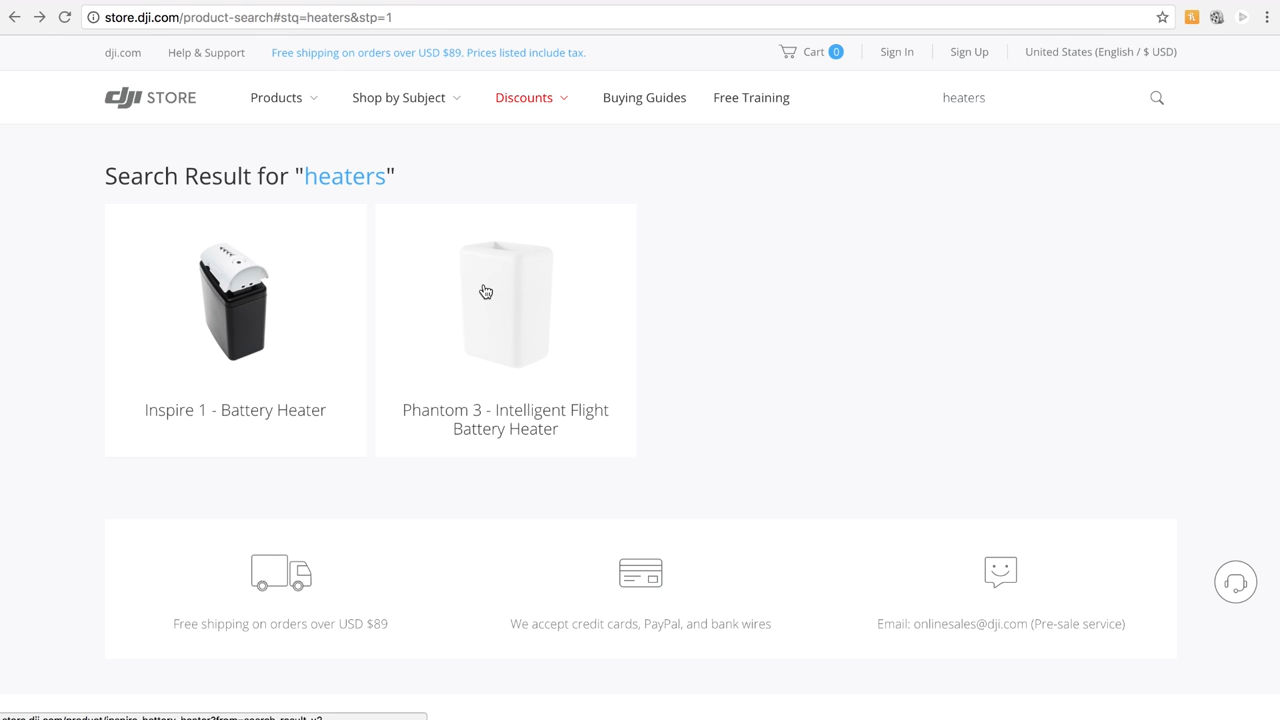 store.dji.com/product-search#stq=heaters&stp=1
dji.com Help & Support Free shipping on orders over USD $89. Prices listed include tax. Cart 0 Sign In Sign Up United States (English / $ USD)
dji STORE Products Shop by Subject Discounts Buying Guides Free Training heaters
Search Result for "heaters"
Inspire 1 - Battery Heater
Phantom 3 - Intelligent Flight
Battery Heater
Free shipping on orders over USD $89
We accept credit cards, PayPal, and bank wires
Email: onlinesales@dji.com (Pre-sale service)